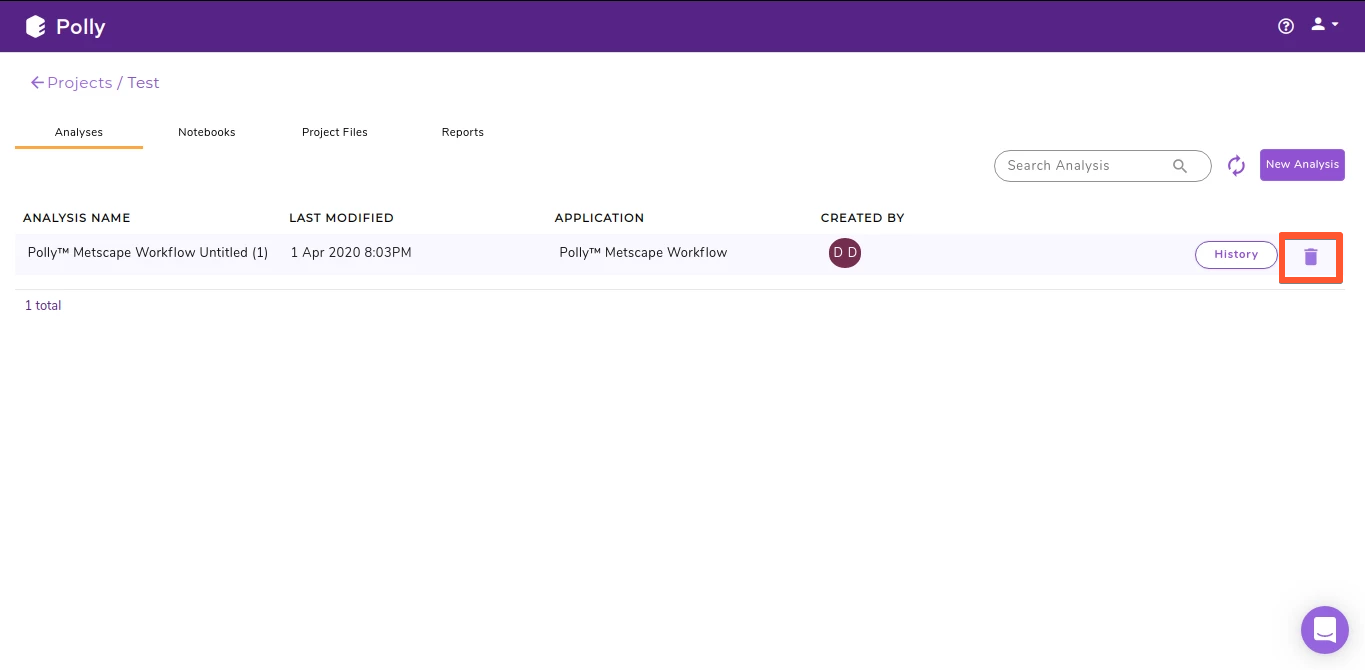 Polly
Projects / Test
Analyses Notebooks Project Files Reports
Search Analysis New Analysis
ANALYSIS NAME LAST MODIFIED APPLICATION CREATED BY
Polly™ Metscape Workflow Untitled (1) 1 Apr 2020 8:03PM Polly™ Metscape Workflow D D History
1 total